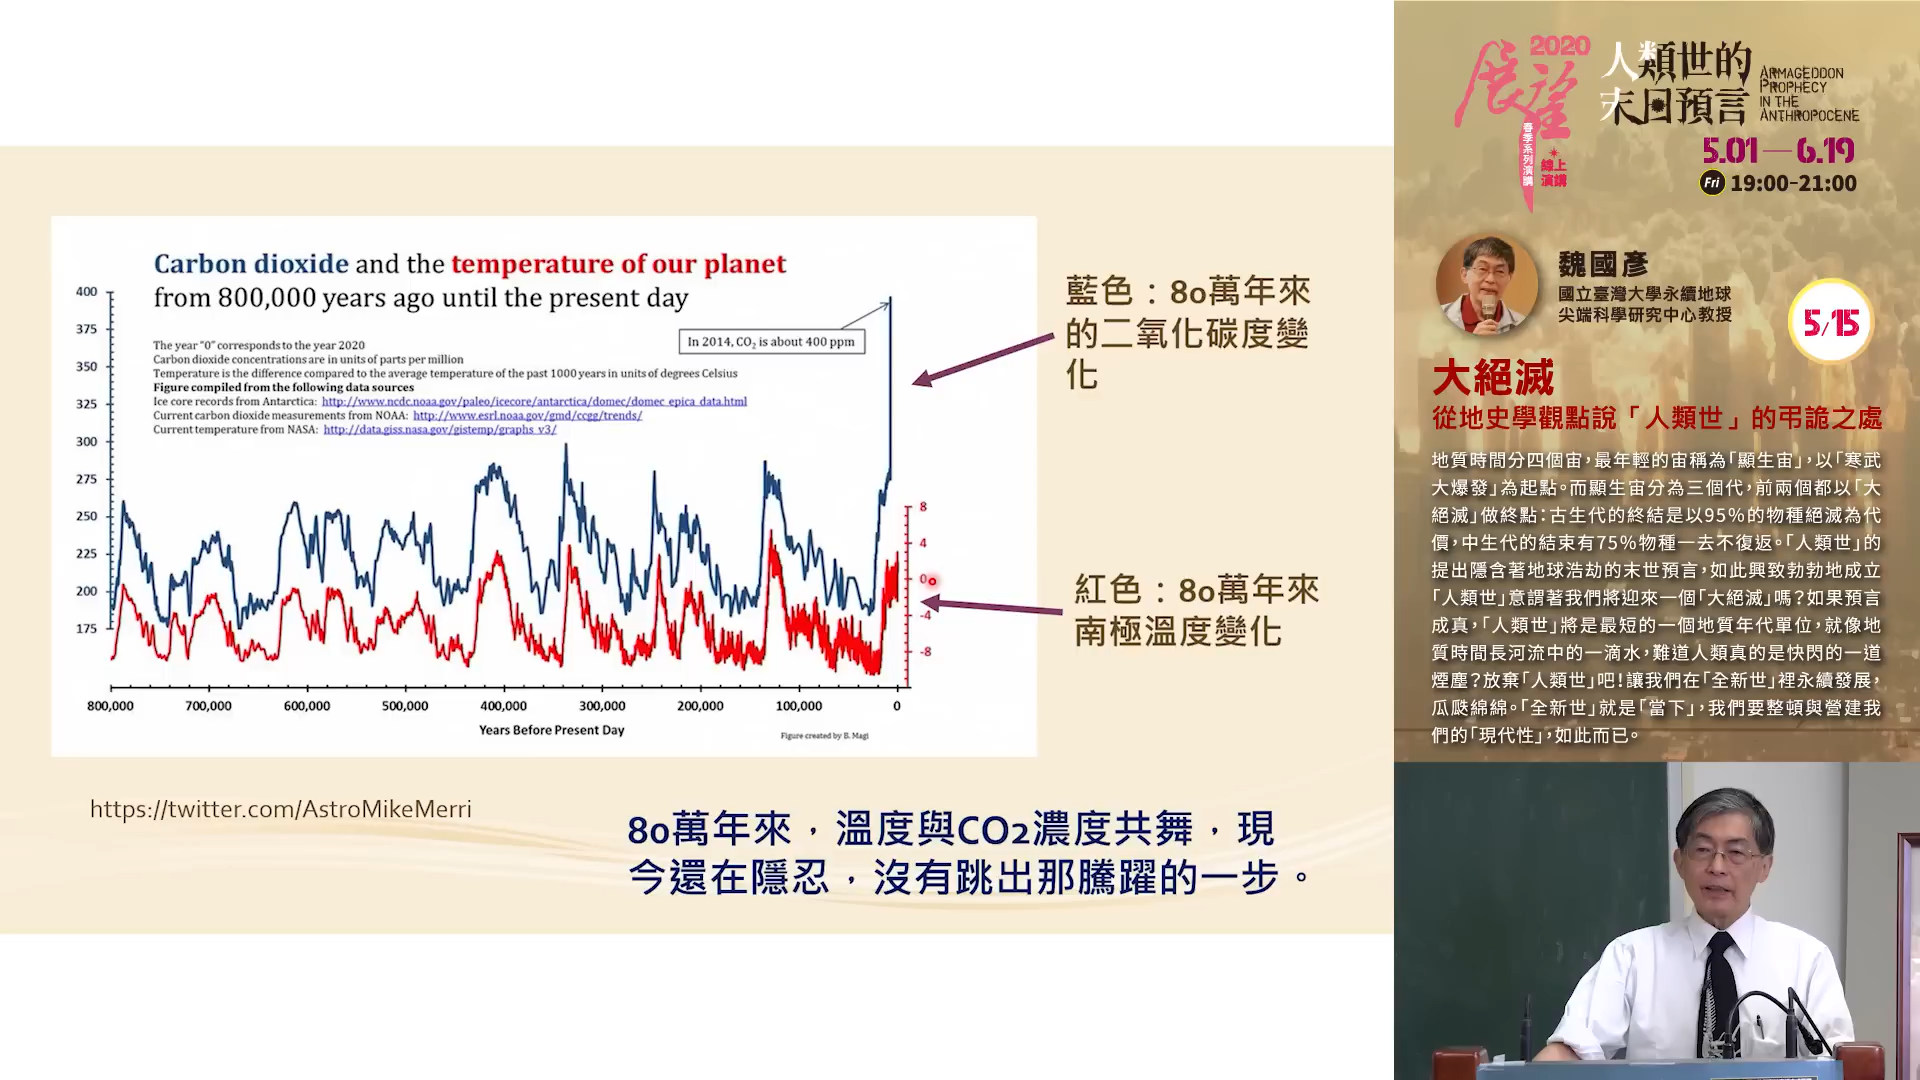 Carbon dioxide and the temperature of our planet
from 800,000 years ago until the present day
The year "0" corresponds to the year 2020
Carbon dioxide concentrations are in units of parts per million
Temperature is the difference compared to the average temperature of the past 1000 years in units of degrees Celsius
Figure compiled from the following data sources
Ice core records from Antarctica: http://www.ncdc.noaa.gov/paleo/icecore/antarctica/domec/domec_epica_data.html
Current carbon dioxide measurements from NOAA: http://www.esrl.noaa.gov/gmd/ccgg/trends/
Current temperature from NASA: http://data.giss.nasa.gov/gistemp/graphs_v3/
In 2014, CO2 is about 400 ppm
400
375
350
325
300
275
250
225
200
175
8
4
0
-4
-8
800,000 700,000 600,000 500,000 400,000 300,000 200,000 100,000 0
Years Before Present Day
Figure created by B. Magi
藍色：80萬年來
的二氧化碳度變
化
紅色：80萬年來
南極溫度變化
https://twitter.com/AstroMikeMerri
80萬年來，溫度與CO2濃度共舞，現
今還在隱忍，沒有跳出那騰躍的一步。
2020
展望
春季系列演講
線上
演講
人類世的
末日預言
ARMAGEDDON
PROPHECY
IN THE
ANTHROPOCENE
5.01—6.19
Fri 19:00-21:00
魏國彥
國立臺灣大學永續地球
尖端科學研究中心教授
5/15
大絕滅
從地史學觀點說「人類世」的弔詭之處
地質時間分四個宙，最年輕的宙稱為「顯生宙」，以「寒武
大爆發」為起點。而顯生宙分為三個代，前兩個都以「大
絕滅」做終點：古生代的終結是以95%的物種絕滅為代
價，中生代的結束有75%物種一去不復返。「人類世」的
提出隱含著地球浩劫的末世預言，如此興致勃勃地成立
「人類世」意謂著我們將迎來一個「大絕滅」嗎？如果預言
成真，「人類世」將是最短的一個地質年代單位，就像地
質時間長河流中的一滴水，難道人類真的是快閃的一道
煙塵？放棄「人類世」吧！讓我們在「全新世」裡永續發展，
瓜瓞綿綿。「全新世」就是「當下」，我們要整頓與營建我
們的「現代性」，如此而已。